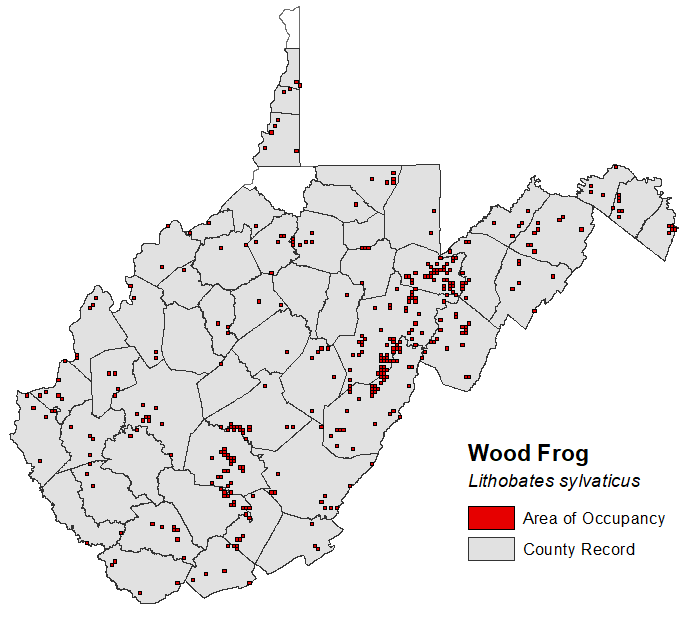 Wood Frog
Lithobates sylvaticus
Area of Occupancy
County Record